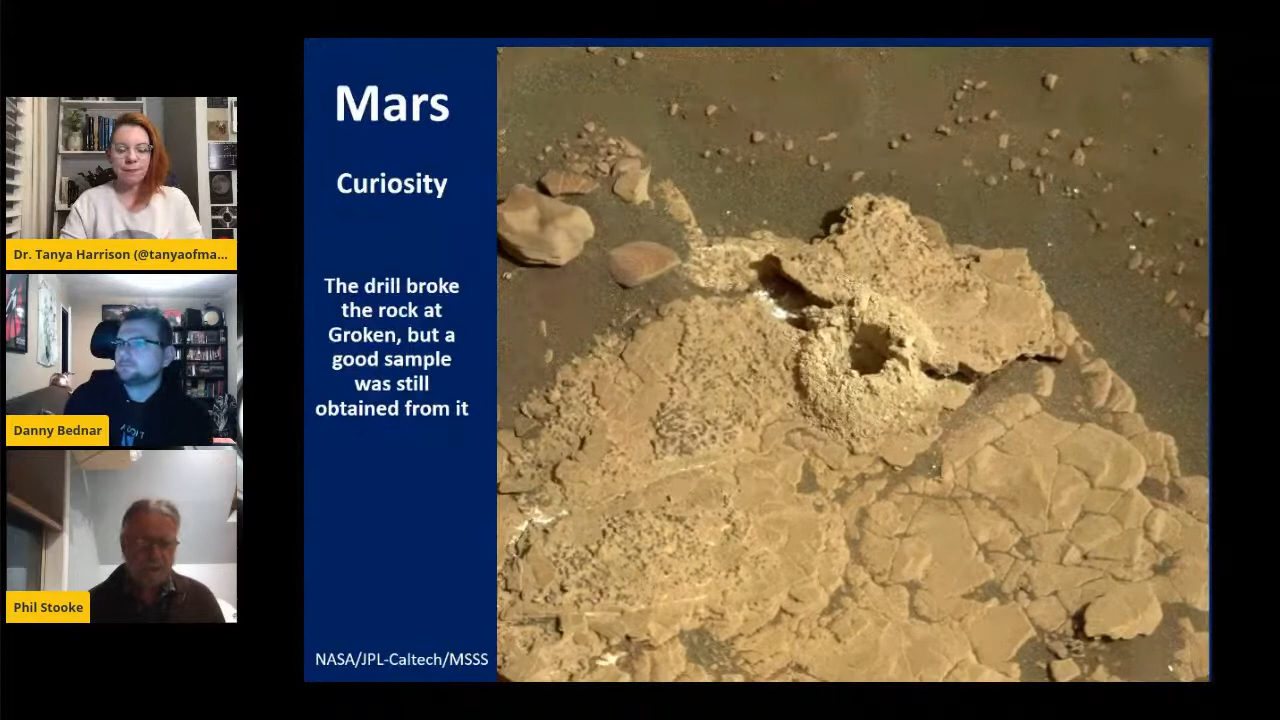 Mars
Curiosity
The drill broke
the rock at
Groken, but a
good sample
was still
obtained from it
NASA/JPL-Caltech/MSSS
Dr. Tanya Harrison (@tanyaofma...
Danny Bednar
Phil Stooke